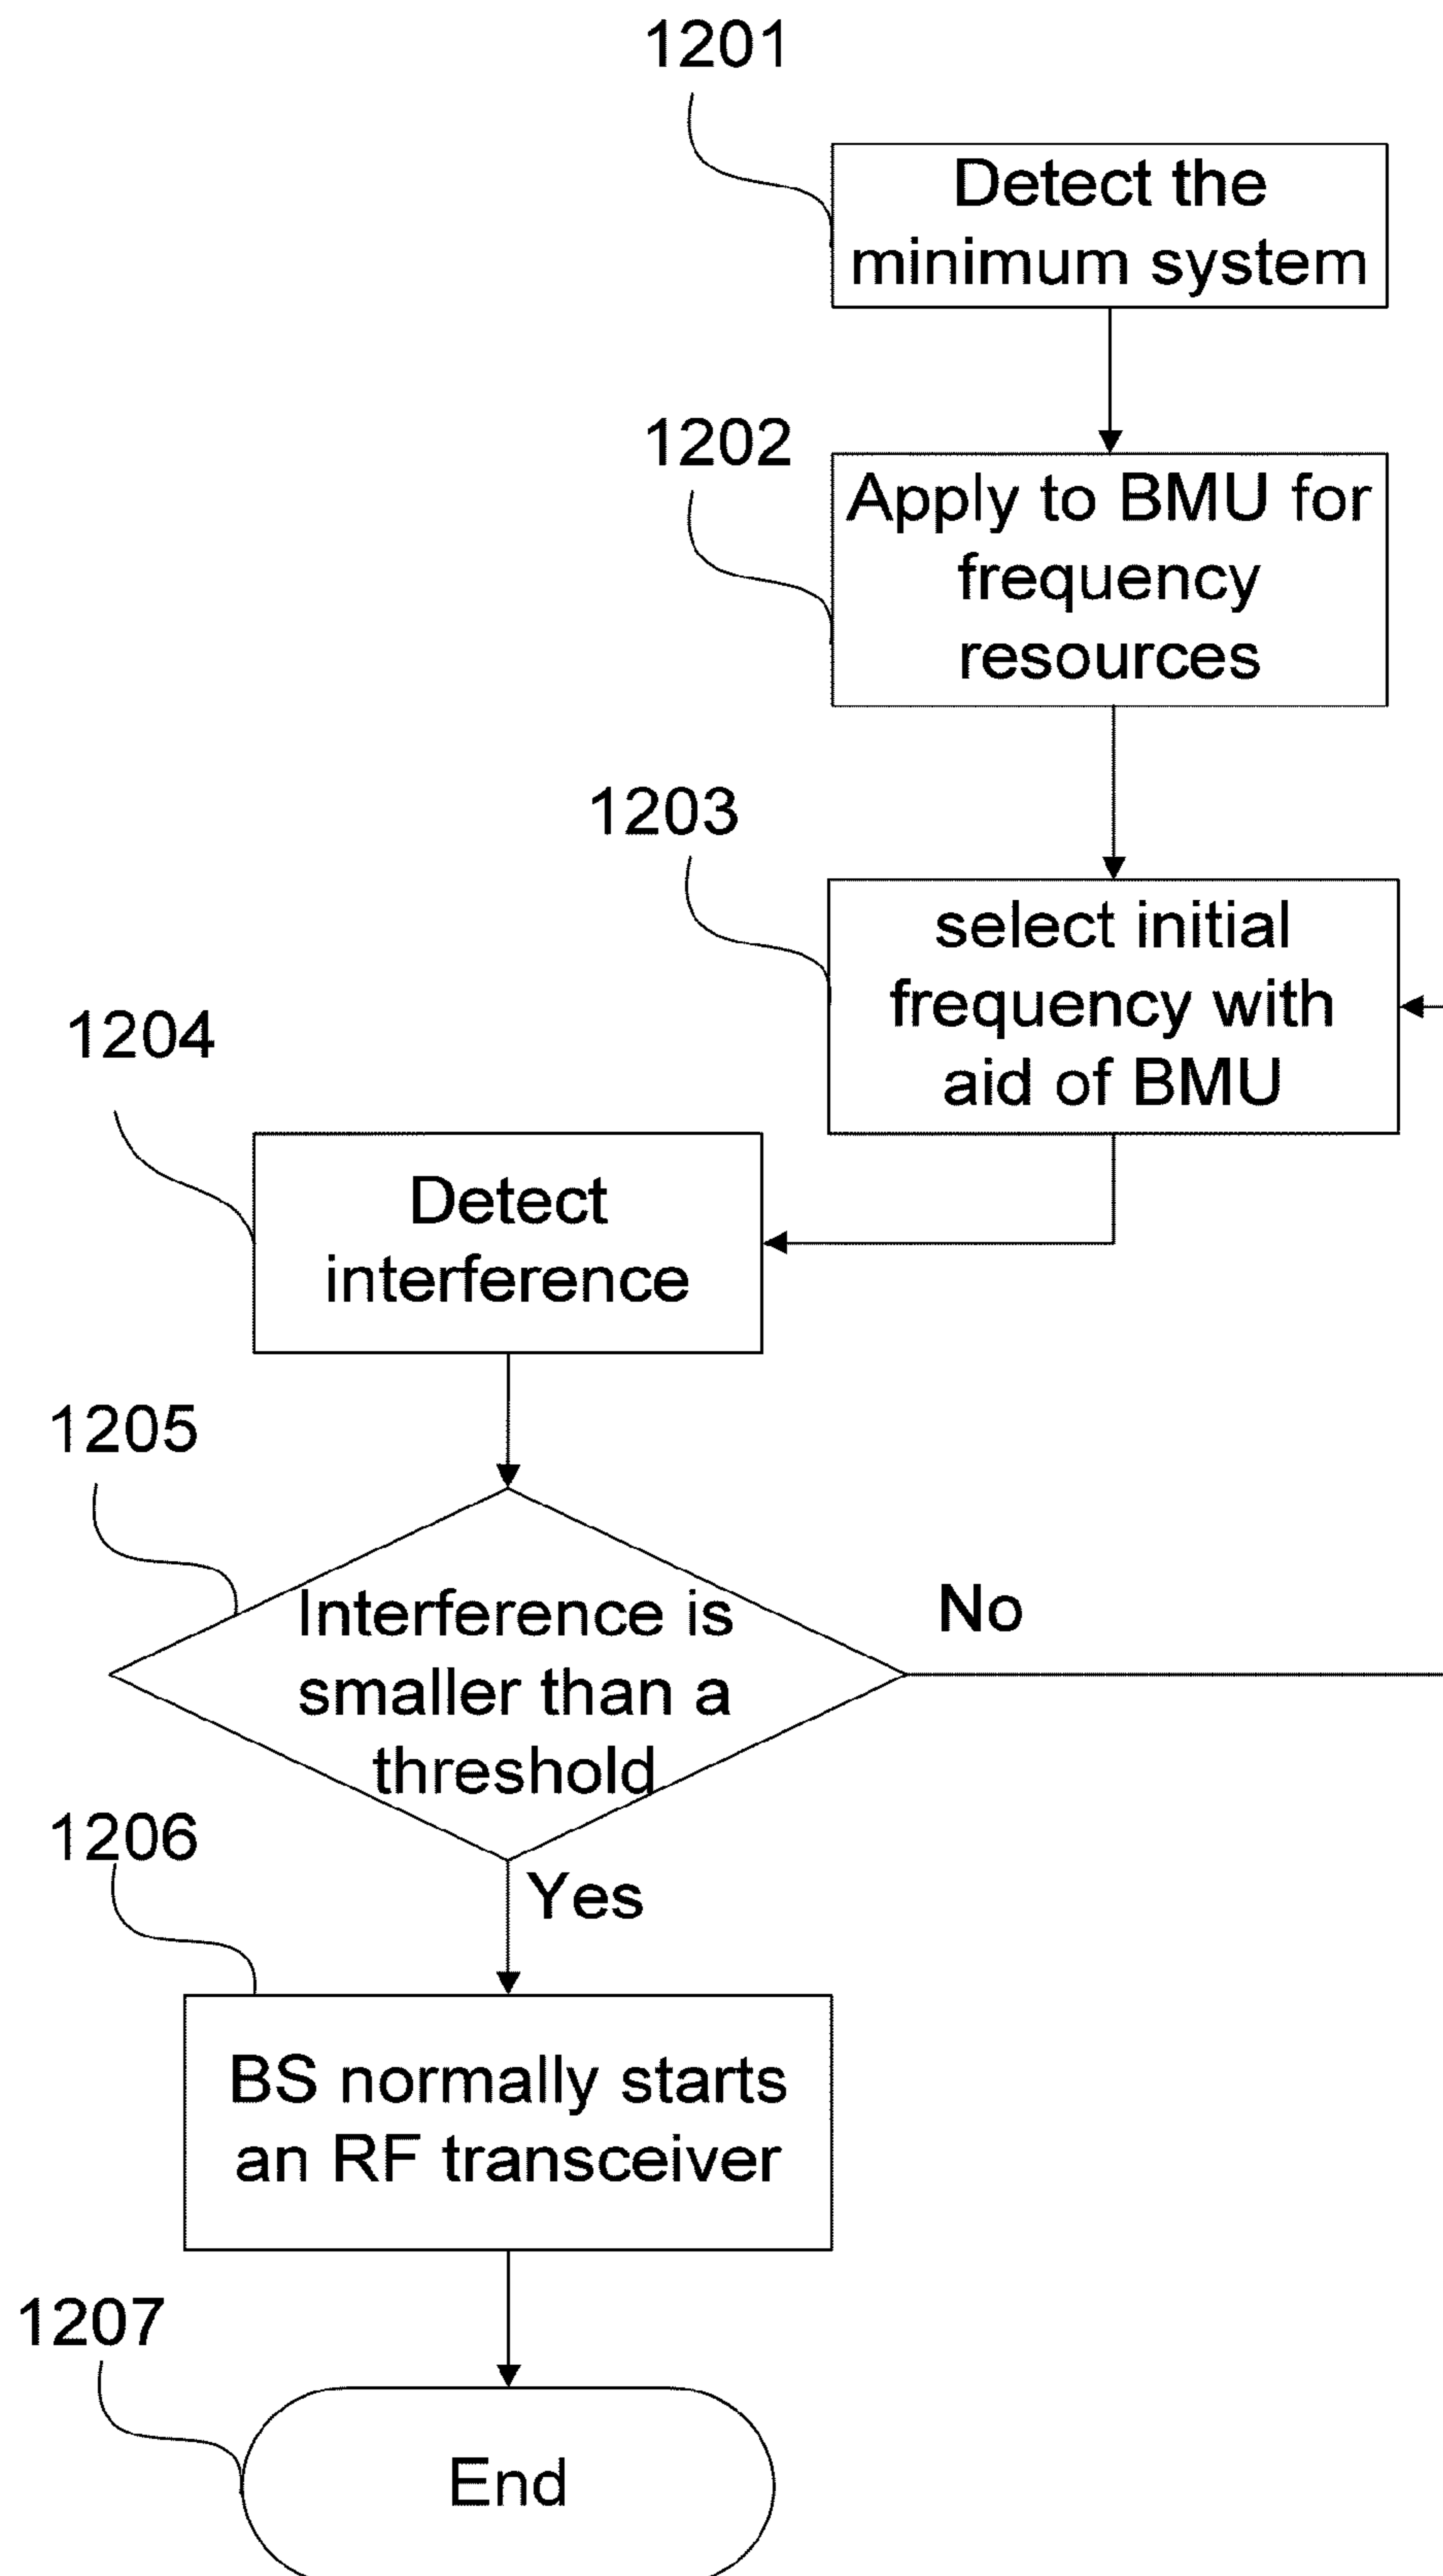 1201
Detect the
minimum system
1202
Apply to BMU for
frequency
resources
1203
select initial
frequency with
aid of BMU
1204
Detect
interference
1205
Interference is
smaller than a
threshold
No
1206
Yes
BS normally starts
an RF transceiver
1207
End